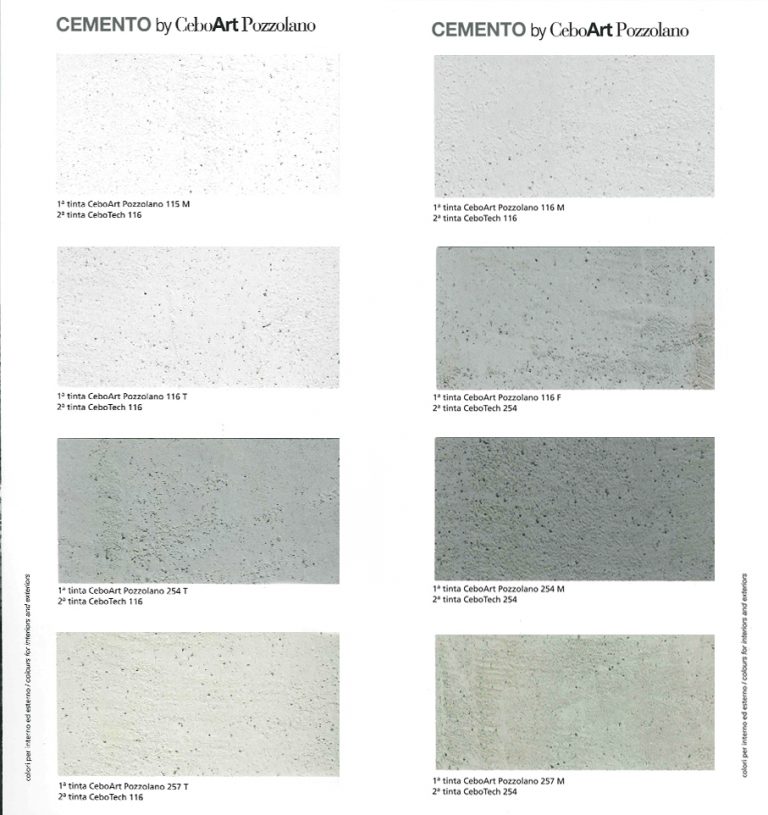 CEMENTO by CeboArt Pozzolano
1ª tinta CeboArt Pozzolano 115 M
2ª tinta CeboTech 116
1ª tinta CeboArt Pozzolano 116 T
2ª tinta CeboTech 116
1ª tinta CeboArt Pozzolano 254 T
2ª tinta CeboTech 116
1ª tinta CeboArt Pozzolano 257 T
2ª tinta CeboTech 116
colori per interno ed esterno / colours for interiors and exteriors
CEMENTO by CeboArt Pozzolano
1ª tinta CeboArt Pozzolano 116 M
2ª tinta CeboTech 116
1ª tinta CeboArt Pozzolano 116 F
2ª tinta CeboTech 254
1ª tinta CeboArt Pozzolano 254 M
2ª tinta CeboTech 254
1ª tinta CeboArt Pozzolano 257 M
2ª tinta CeboTech 254
colori per interno ed esterno / colours for interiors and exteriors